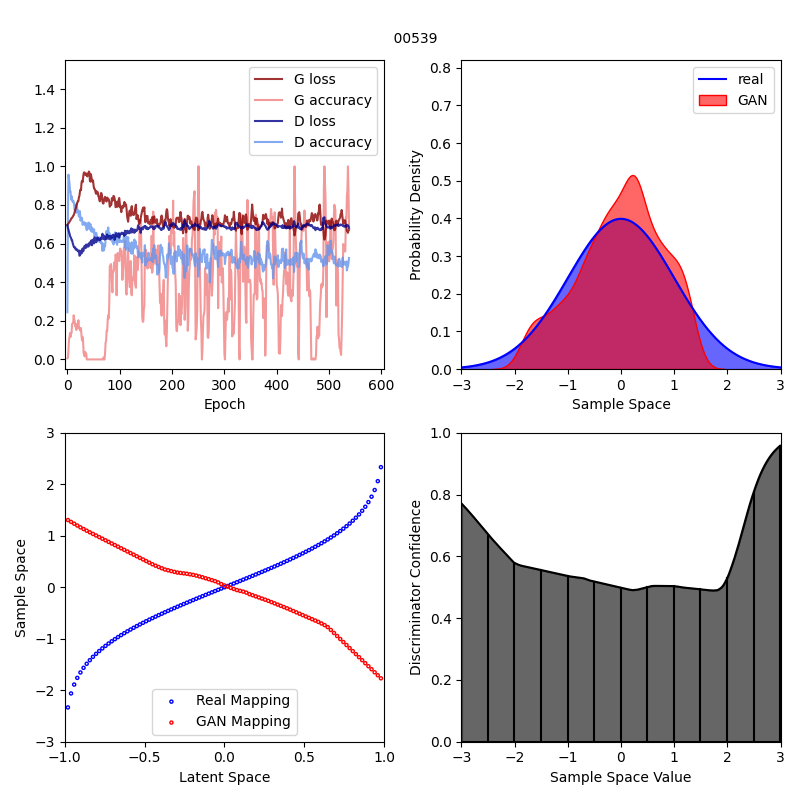 00539
G loss
G accuracy
D loss
D accuracy
1.4
1.2
1.0
0.8
0.6
0.4
0.2
0.0
0 100 200 300 400 500 600
Epoch
real
GAN
Probability Density
0.8
0.7
0.6
0.5
0.4
0.3
0.2
0.1
0.0
−3 −2 −1 0 1 2 3
Sample Space
Sample Space
3
2
1
0
−1
−2
−3
Real Mapping
GAN Mapping
−1.0 −0.5 0.0 0.5 1.0
Latent Space
Discriminator Confidence
1.0
0.8
0.6
0.4
0.2
0.0
−3 −2 −1 0 1 2 3
Sample Space Value